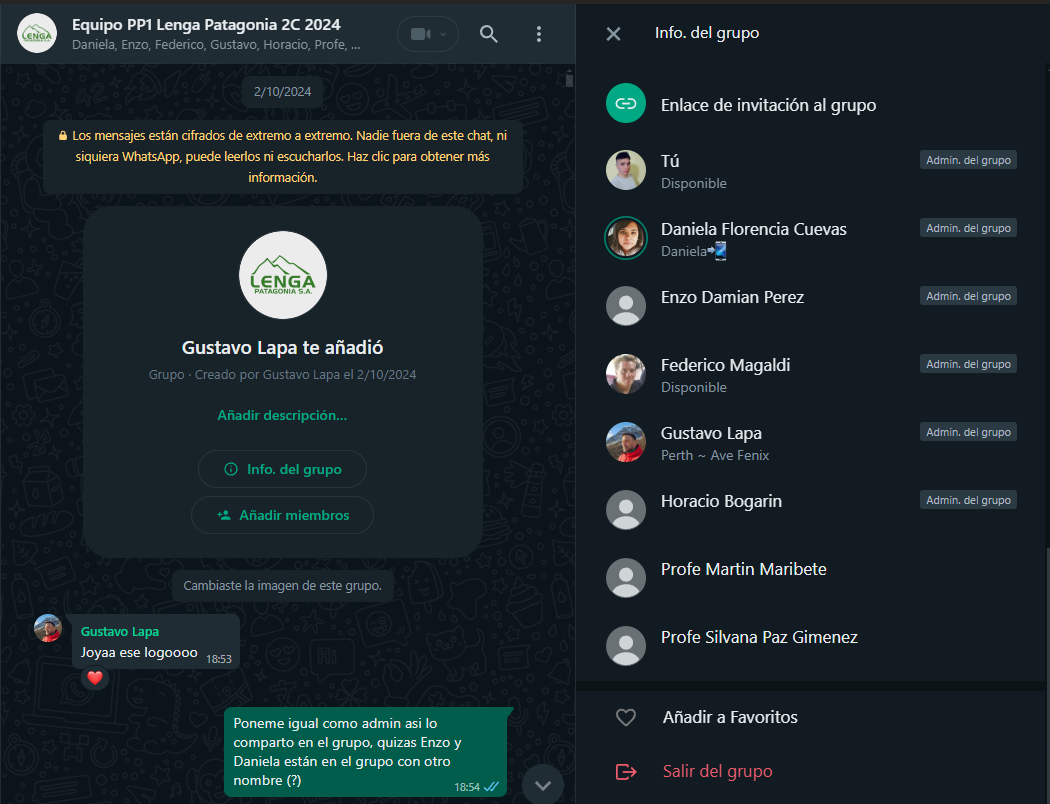 Equipo PP1 Lenga Patagonia 2C 2024
Daniela, Enzo, Federico, Gustavo, Horacio, Profe, ...
2/10/2024
Los mensajes están cifrados de extremo a extremo. Nadie fuera de este chat, ni
siquiera WhatsApp, puede leerlos ni escucharlos. Haz clic para obtener más
información.
LENGA
PATAGONIA S.A.
Gustavo Lapa te añadió
Grupo · Creado por Gustavo Lapa el 2/10/2024
Añadir descripción...
Info. del grupo
Añadir miembros
Cambiaste la imagen de este grupo.
Gustavo Lapa
Joyaa ese logoooo 18:53
Poneme igual como admin asi lo
comparto en el grupo, quizas Enzo y
Daniela están en el grupo con otro
nombre (?) 18:54
Info. del grupo
Enlace de invitación al grupo
Tú Admin. del grupo
Disponible
Daniela Florencia Cuevas Admin. del grupo
Daniela
Enzo Damian Perez Admin. del grupo
Federico Magaldi Admin. del grupo
Disponible
Gustavo Lapa Admin. del grupo
Perth ~ Ave Fenix
Horacio Bogarin Admin. del grupo
Profe Martin Maribete
Profe Silvana Paz Gimenez
Añadir a Favoritos
Salir del grupo